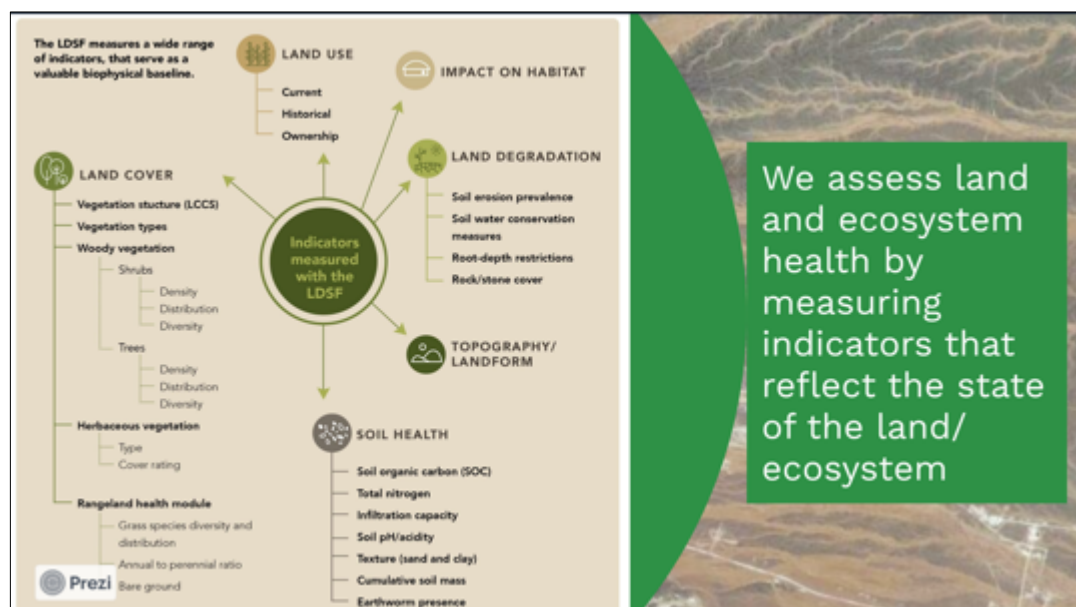 The LDSF measures a wide range
of indicators, that serve as a
valuable biophysical baseline.
LAND USE
Current
Historical
Ownership
IMPACT ON HABITAT
LAND DEGRADATION
Soil erosion prevalence
Soil water conservation
measures
Root-depth restrictions
Rock/stone cover
LAND COVER
Vegetation stucture (LCCS)
Vegetation types
Woody vegetation
Shrubs
Density
Distribution
Diversity
Trees
Density
Distribution
Diversity
Herbaceous vegetation
Type
Cover rating
Rangeland health module
Grass species diversity and
distribution
Annual to perennial ratio
Bare ground
Indicators
measured
with the
LDSF
TOPOGRAPHY/
LANDFORM
SOIL HEALTH
Soil organic carbon (SOC)
Total nitrogen
Infiltration capacity
Soil pH/acidity
Texture (sand and clay)
Cumulative soil mass
Earthworm presence
Prezi
We assess land
and ecosystem
health by
measuring
indicators that
reflect the state
of the land/
ecosystem